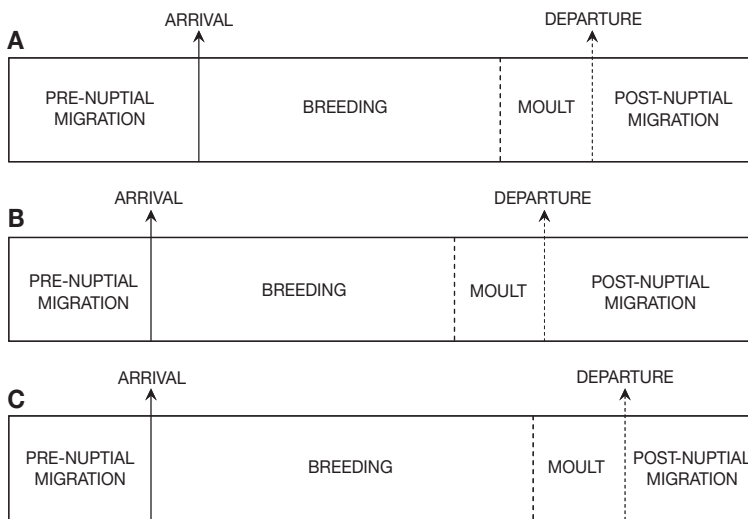 ARRIVAL
DEPARTURE
A
PRE-NUPTIAL
MIGRATION
BREEDING
MOULT
POST-NUPTIAL
MIGRATION
ARRIVAL
DEPARTURE
B
PRE-NUPTIAL
MIGRATION
BREEDING
MOULT
POST-NUPTIAL
MIGRATION
ARRIVAL
DEPARTURE
C
PRE-NUPTIAL
MIGRATION
BREEDING
MOULT
POST-NUPTIAL
MIGRATION